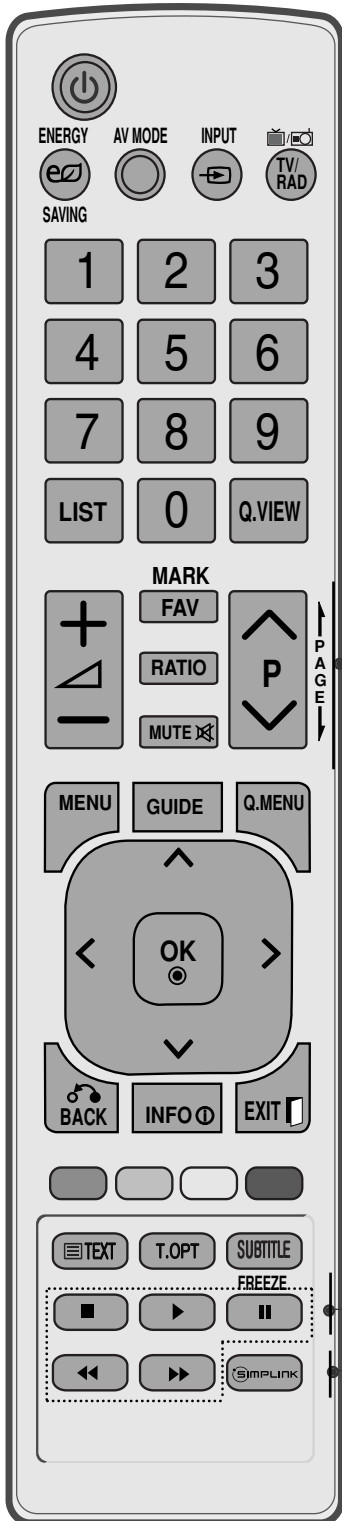 ENERGY AV MODE INPUT
TV/
RAD
SAVING
1 2 3
4 5 6
7 8 9
LIST 0 Q.VIEW
MARK
FAV
RATIO P
MUTE
PAGE
MENU GUIDE Q.MENU
OK
BACK INFO EXIT
TEXT T.OPT SUBTITLE
FREEZE
SIMPLINK